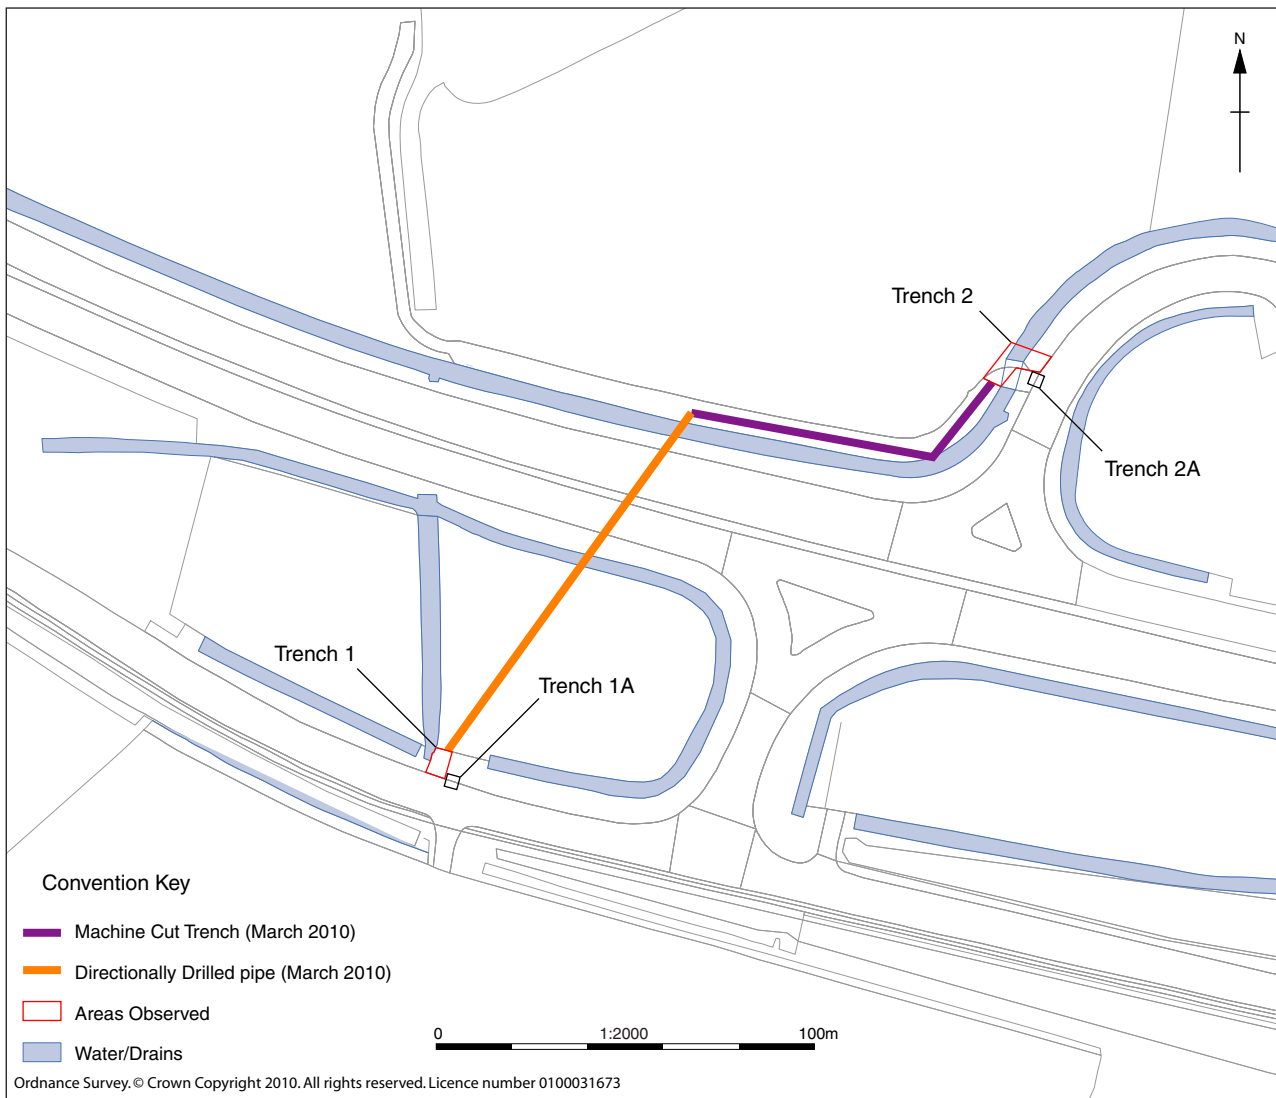 N
Trench 2
Trench 2A
Trench 1
Trench 1A
Convention Key
Machine Cut Trench (March 2010)
Directionally Drilled pipe (March 2010)
Areas Observed
Water/Drains
0 1:2000 100m
Ordnance Survey. © Crown Copyright 2010. All rights reserved. Licence number 0100031673